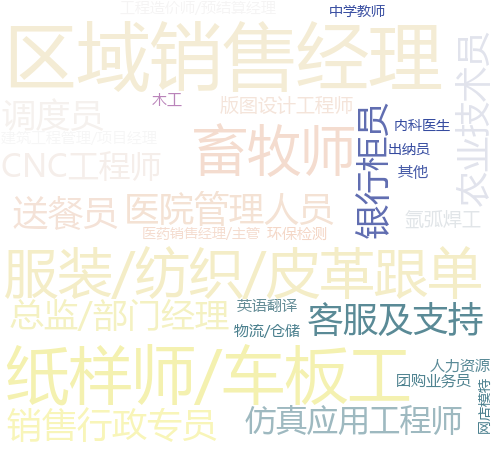 工程造价师/预结算经理
中学教师
区域销售经理
农业技术员
木工
版图设计工程师
调度员
银行柜员
内科医生
畜牧师
建筑工程管理/项目经理
出纳员
CNC工程师
其他
送餐员
医院管理人员
氩弧焊工
医药销售经理/主管
环保检测
服装/纺织/皮革跟单
总监/部门经理
英语翻译
客服及支持
物流/仓储
纸样师/车板工
人力资源
团购业务员
网店模特
销售行政专员
仿真应用工程师